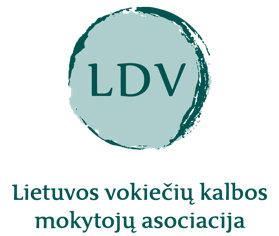 LDV
Lietuvos vokiečių kalbos
mokytojų asociacija